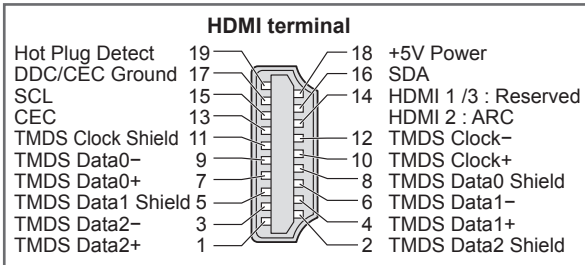 HDMI terminal
Hot Plug Detect 19
18 +5V Power
DDC/CEC Ground 17
16 SDA
SCL 15
14 HDMI 1 /3 : Reserved
HDMI 2 : ARC
CEC 13
TMDS Clock Shield 11
12 TMDS Clock−
TMDS Data0− 9
10 TMDS Clock+
TMDS Data0+ 7
8 TMDS Data0 Shield
TMDS Data1 Shield 5
6 TMDS Data1−
TMDS Data2− 3
4 TMDS Data1+
TMDS Data2+ 1
2 TMDS Data2 Shield